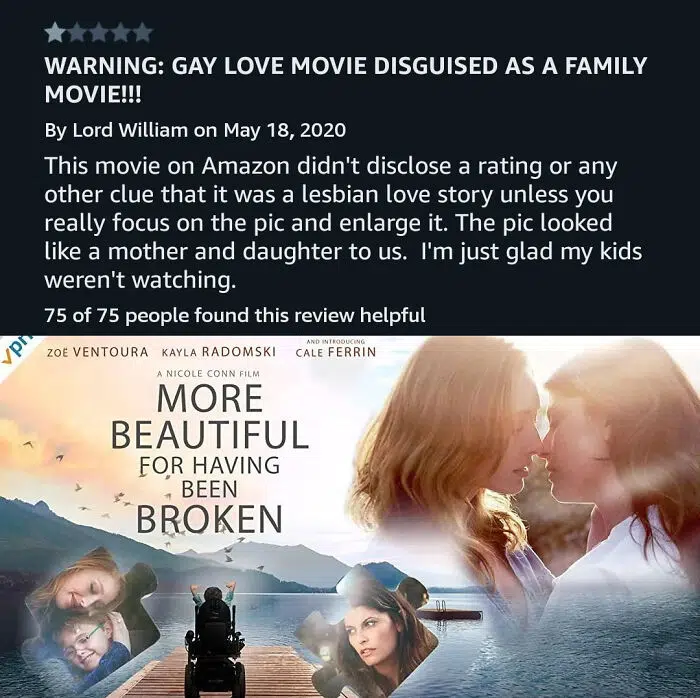 WARNING: GAY LOVE MOVIE DISGUISED AS A FAMILY
MOVIE!!!
By Lord William on May 18, 2020
This movie on Amazon didn't disclose a rating or any
other clue that it was a lesbian love story unless you
really focus on the pic and enlarge it. The pic looked
like a mother and daughter to us.  I'm just glad my kids
weren't watching.
75 of 75 people found this review helpful
ZOË VENTOURA KAYLA RADOMSKI
AND INTRODUCING
CALE FERRIN
A NICOLE CONN FILM
MORE
BEAUTIFUL
FOR HAVING
BEEN
BROKEN